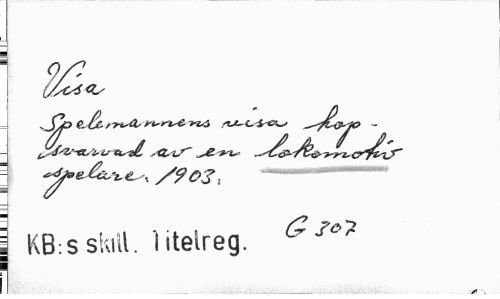 Visa
Spelemannens visa hop-
svarvad av en lokomotiv
spelare. 1903.
G 307
KB:s skill. Titelreg.